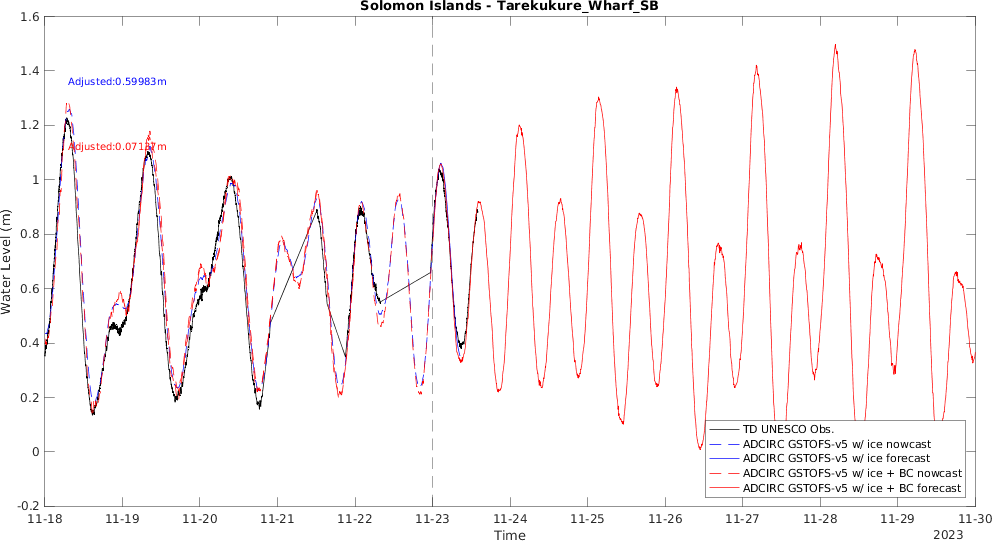 Solomon Islands - Tarekukure_Wharf_SB
1.6
1.4
1.2
1
0.8
0.6
0.4
0.2
0
-0.2
Water Level (m)
Adjusted:0.59983m
TD UNESCO Obs.
ADCIRC GSTOFS-v5 w/ ice nowcast
ADCIRC GSTOFS-v5 w/ ice forecast
ADCIRC GSTOFS-v5 w/ ice + BC nowcast
ADCIRC GSTOFS-v5 w/ ice + BC forecast
11-18 11-19 11-20 11-21 11-22 11-23 11-24 11-25 11-26 11-27 11-28 11-29 11-30
Time
2023